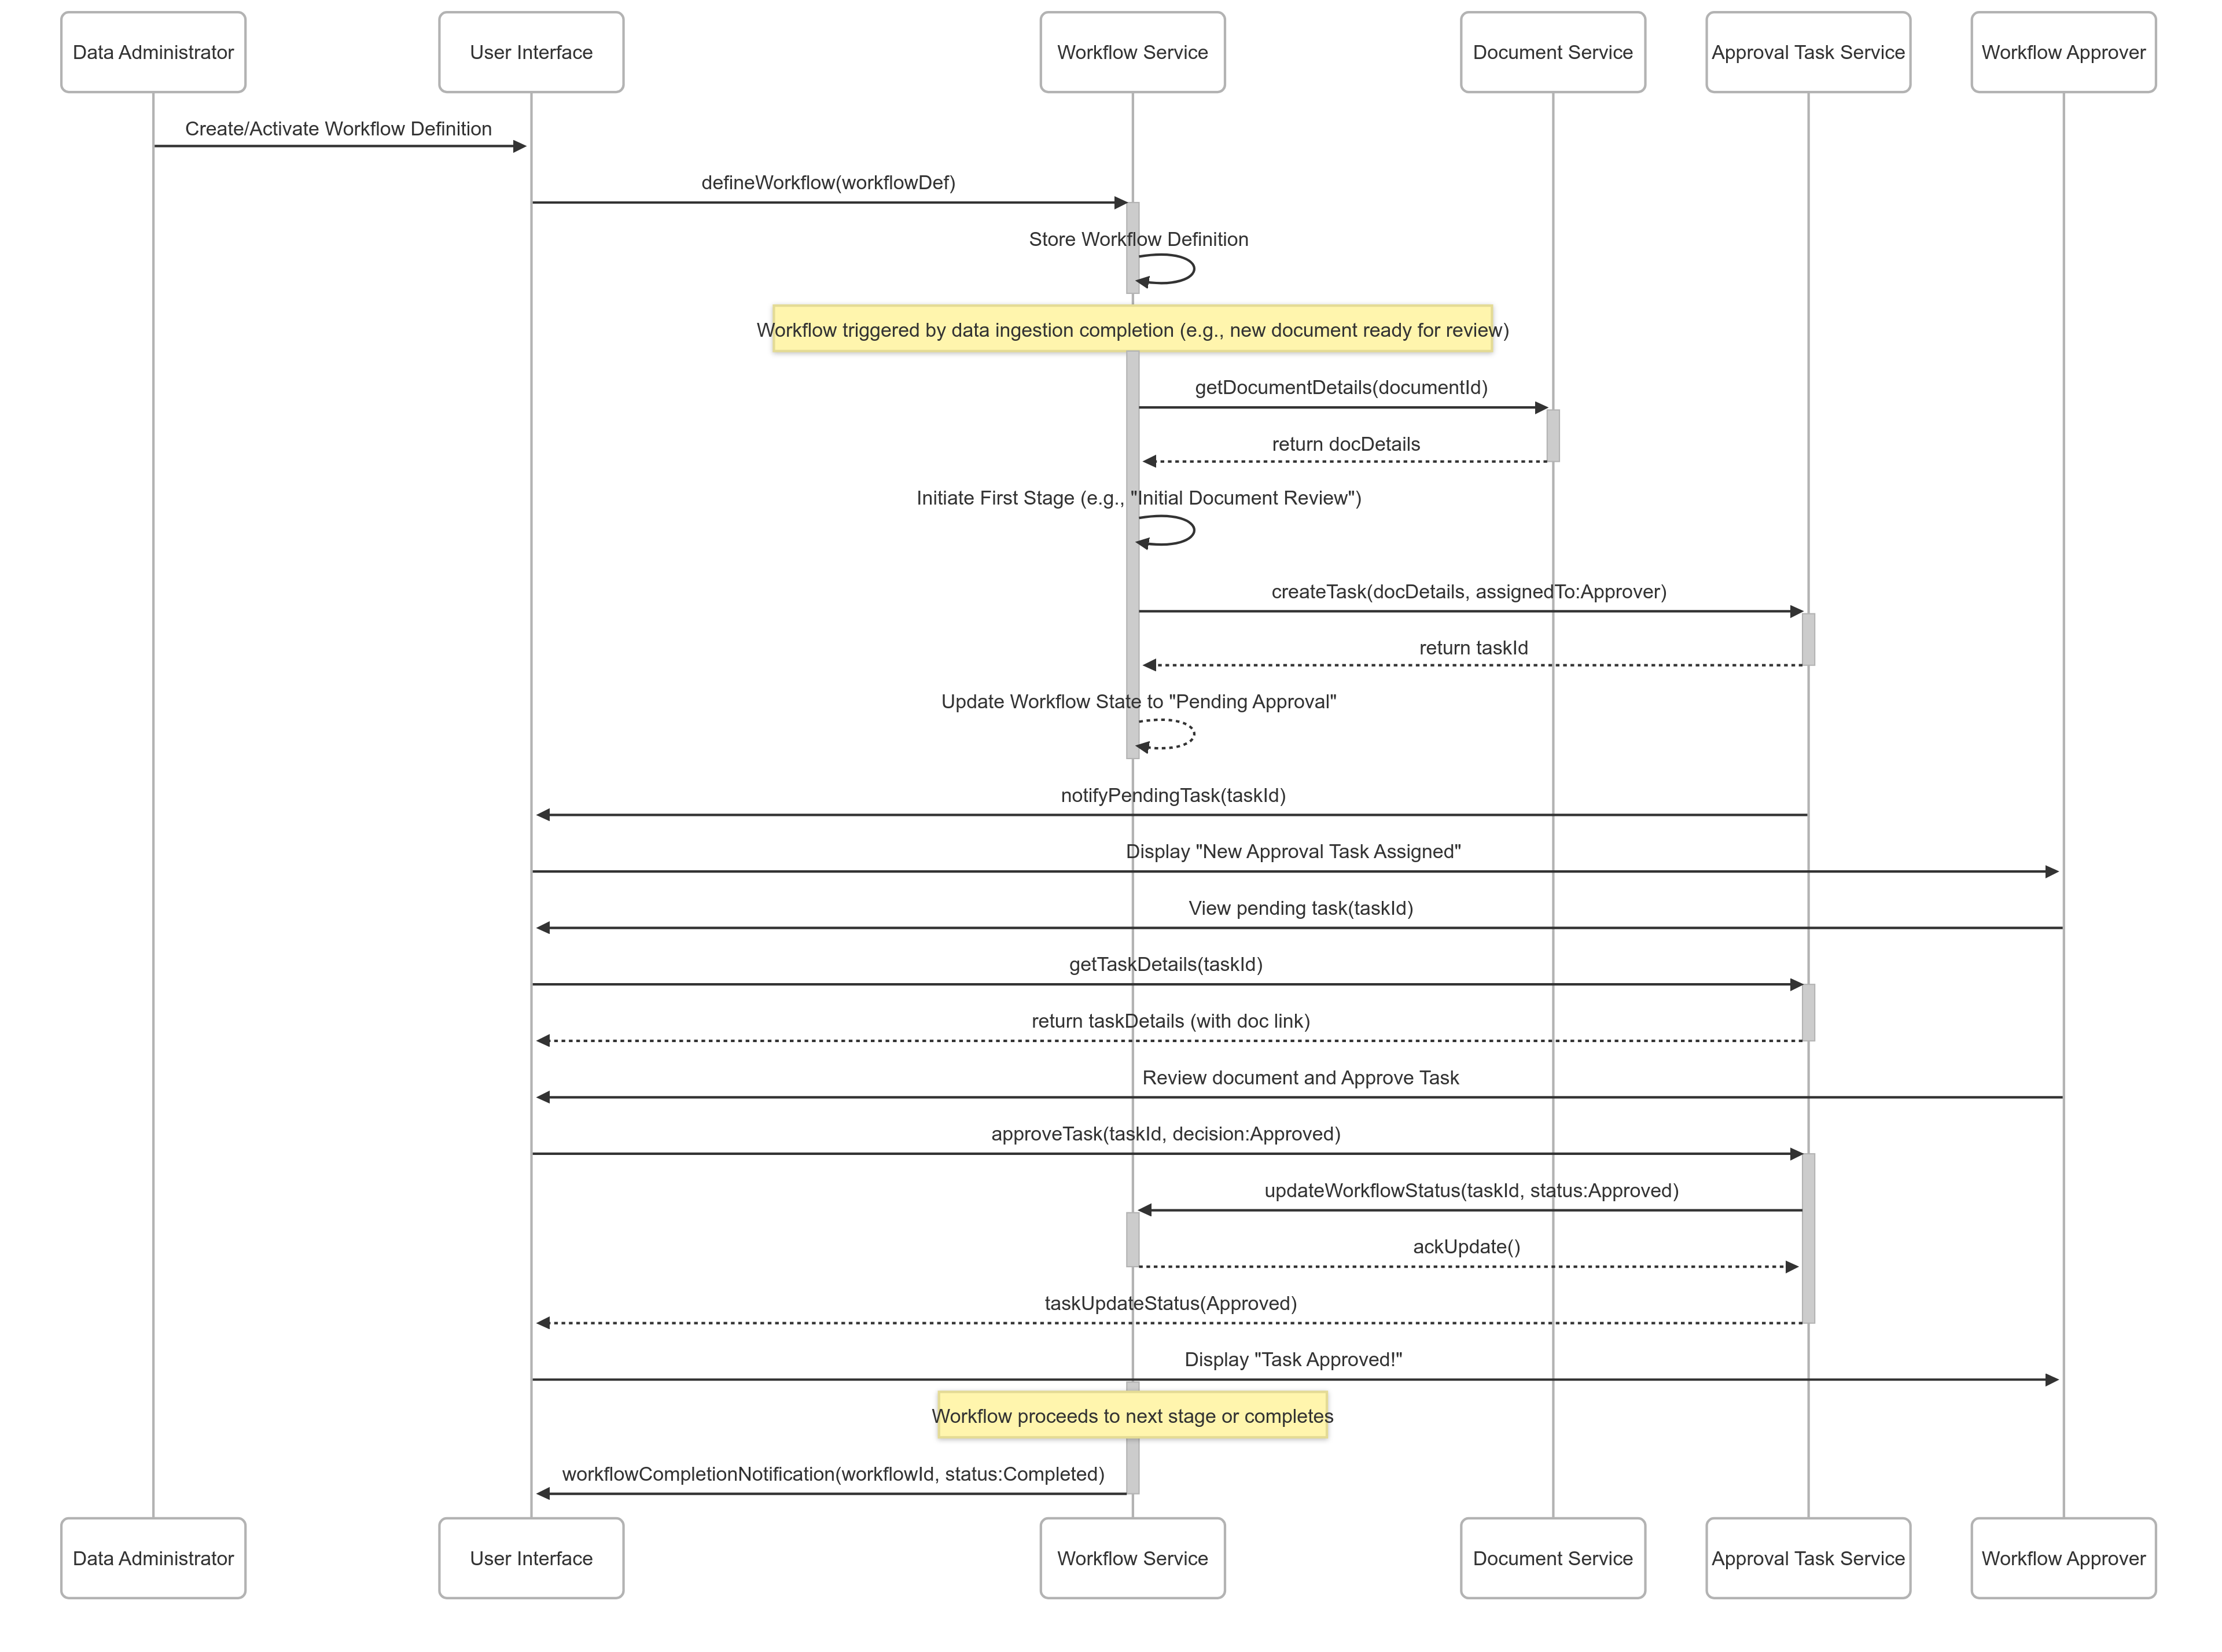 Data Administrator
User Interface
Workflow Service
Document Service
Approval Task Service
Workflow Approver
Create/Activate Workflow Definition
defineWorkflow(workflowDef)
Store Workflow Definition
Workflow triggered by data ingestion completion (e.g., new document ready for review)
getDocumentDetails(documentId)
return docDetails
Initiate First Stage (e.g., "Initial Document Review")
createTask(docDetails, assignedTo:Approver)
return taskId
Update Workflow State to "Pending Approval"
notifyPendingTask(taskId)
Display "New Approval Task Assigned"
View pending task(taskId)
getTaskDetails(taskId)
return taskDetails (with doc link)
Review document and Approve Task
approveTask(taskId, decision:Approved)
updateWorkflowStatus(taskId, status:Approved)
ackUpdate()
taskUpdateStatus(Approved)
Display "Task Approved!"
Workflow proceeds to next stage or completes
workflowCompletionNotification(workflowId, status:Completed)
Data Administrator
User Interface
Workflow Service
Document Service
Approval Task Service
Workflow Approver